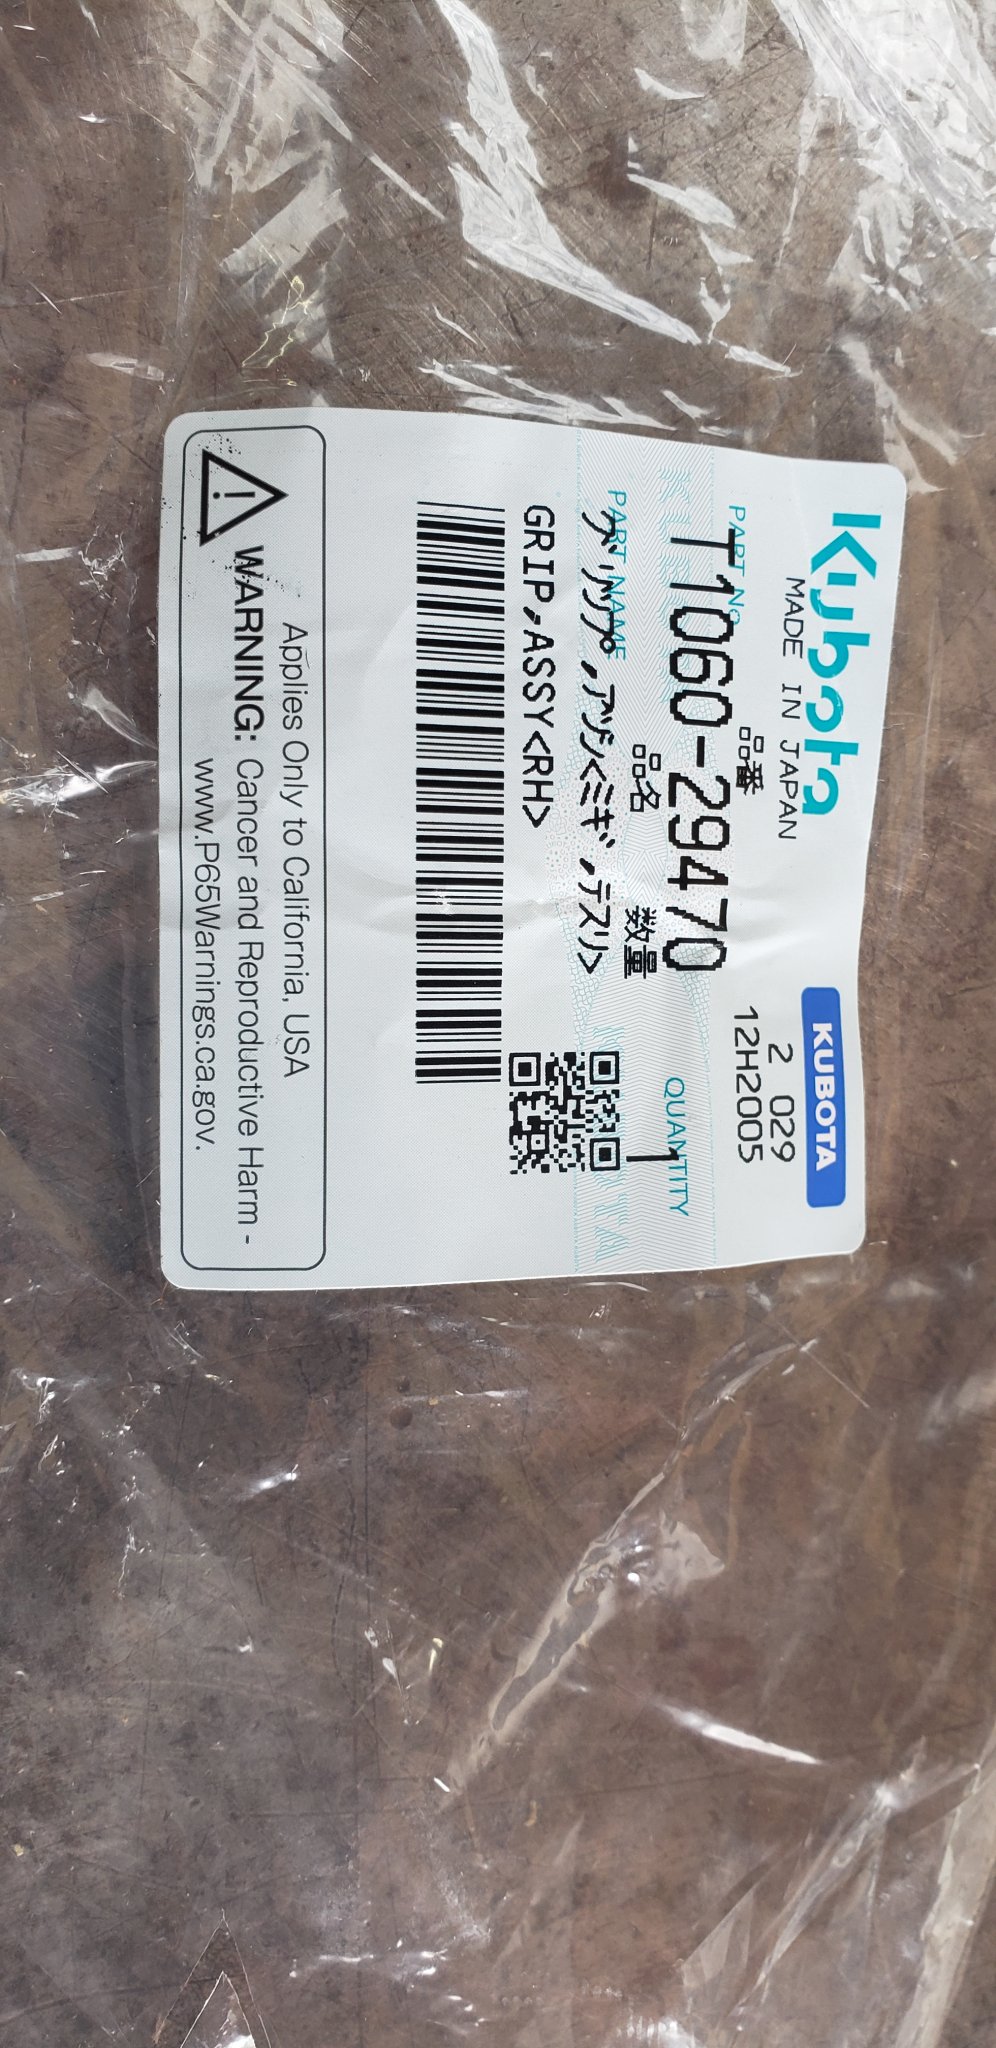 Kubota
KUBOTA
MADE IN JAPAN
2 029
12H2005
PART No. 品番
T1060-29470
QUANTITY
PART NAME 品名 数量
1
グリップ,アッシ<ミギ,テスリ>
GRIP,ASSY<RH>
Applies Only to California, USA
WARNING: Cancer and Reproductive Harm -
www.P65Warnings.ca.gov.